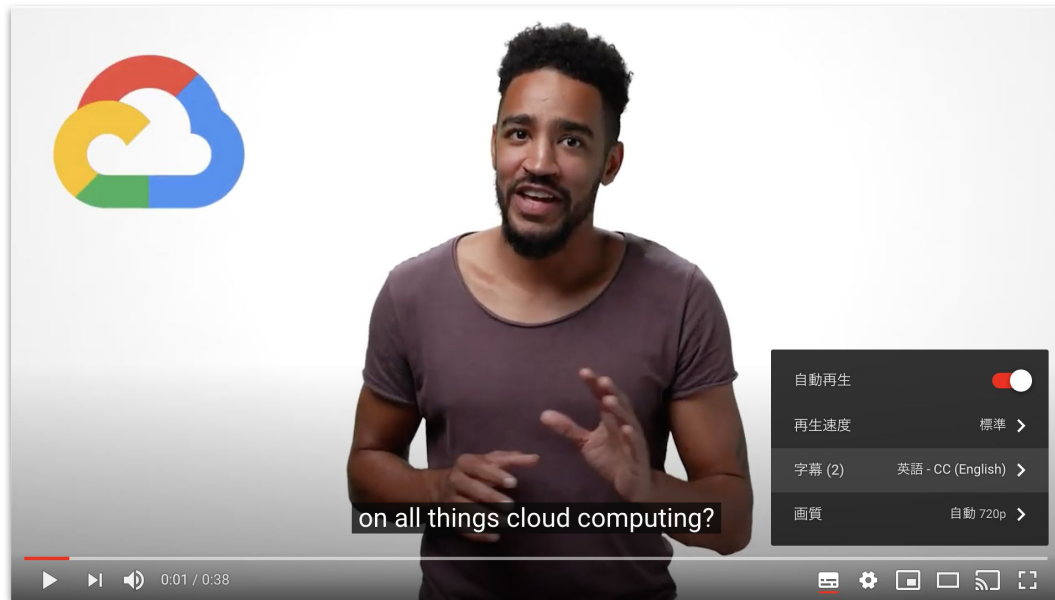 自動再生
再生速度 標準
字幕 (2) 英語 - CC (English)
画質 自動 720p
on all things cloud computing?
0:01 / 0:38